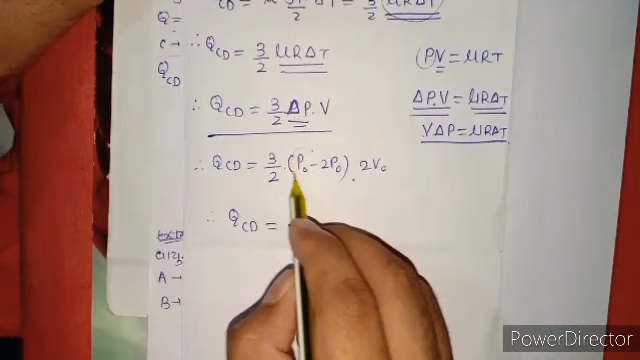 Q=
C→
Q_CD
∴ Q_CD = 3/2 μRΔT
∴ Q_CD = 3/2 ΔP.V
∴ Q_CD = 3/2 . (P₀ - 2P₀) . 2V₀
∴ Q_CD =
(PV = μRT
ΔP.V = μRΔT
VΔP = μRΔT
A →
B →
PowerDirector